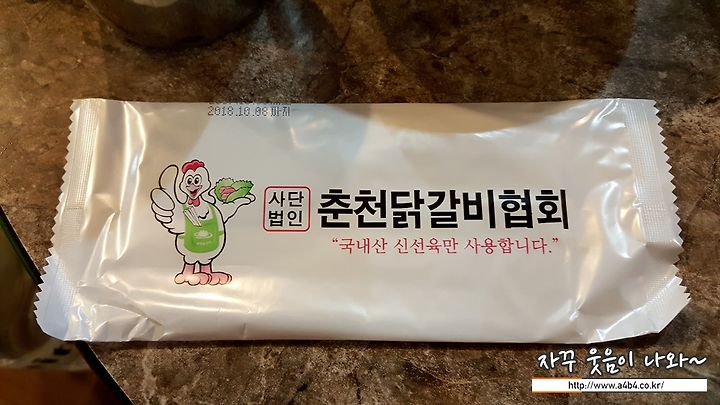 2018.10.08 까지
사단
법인
춘천닭갈비협회
“국내산 신선육만 사용합니다.”
자꾸 웃음이 나와~
http://www.a4b4.co.kr/